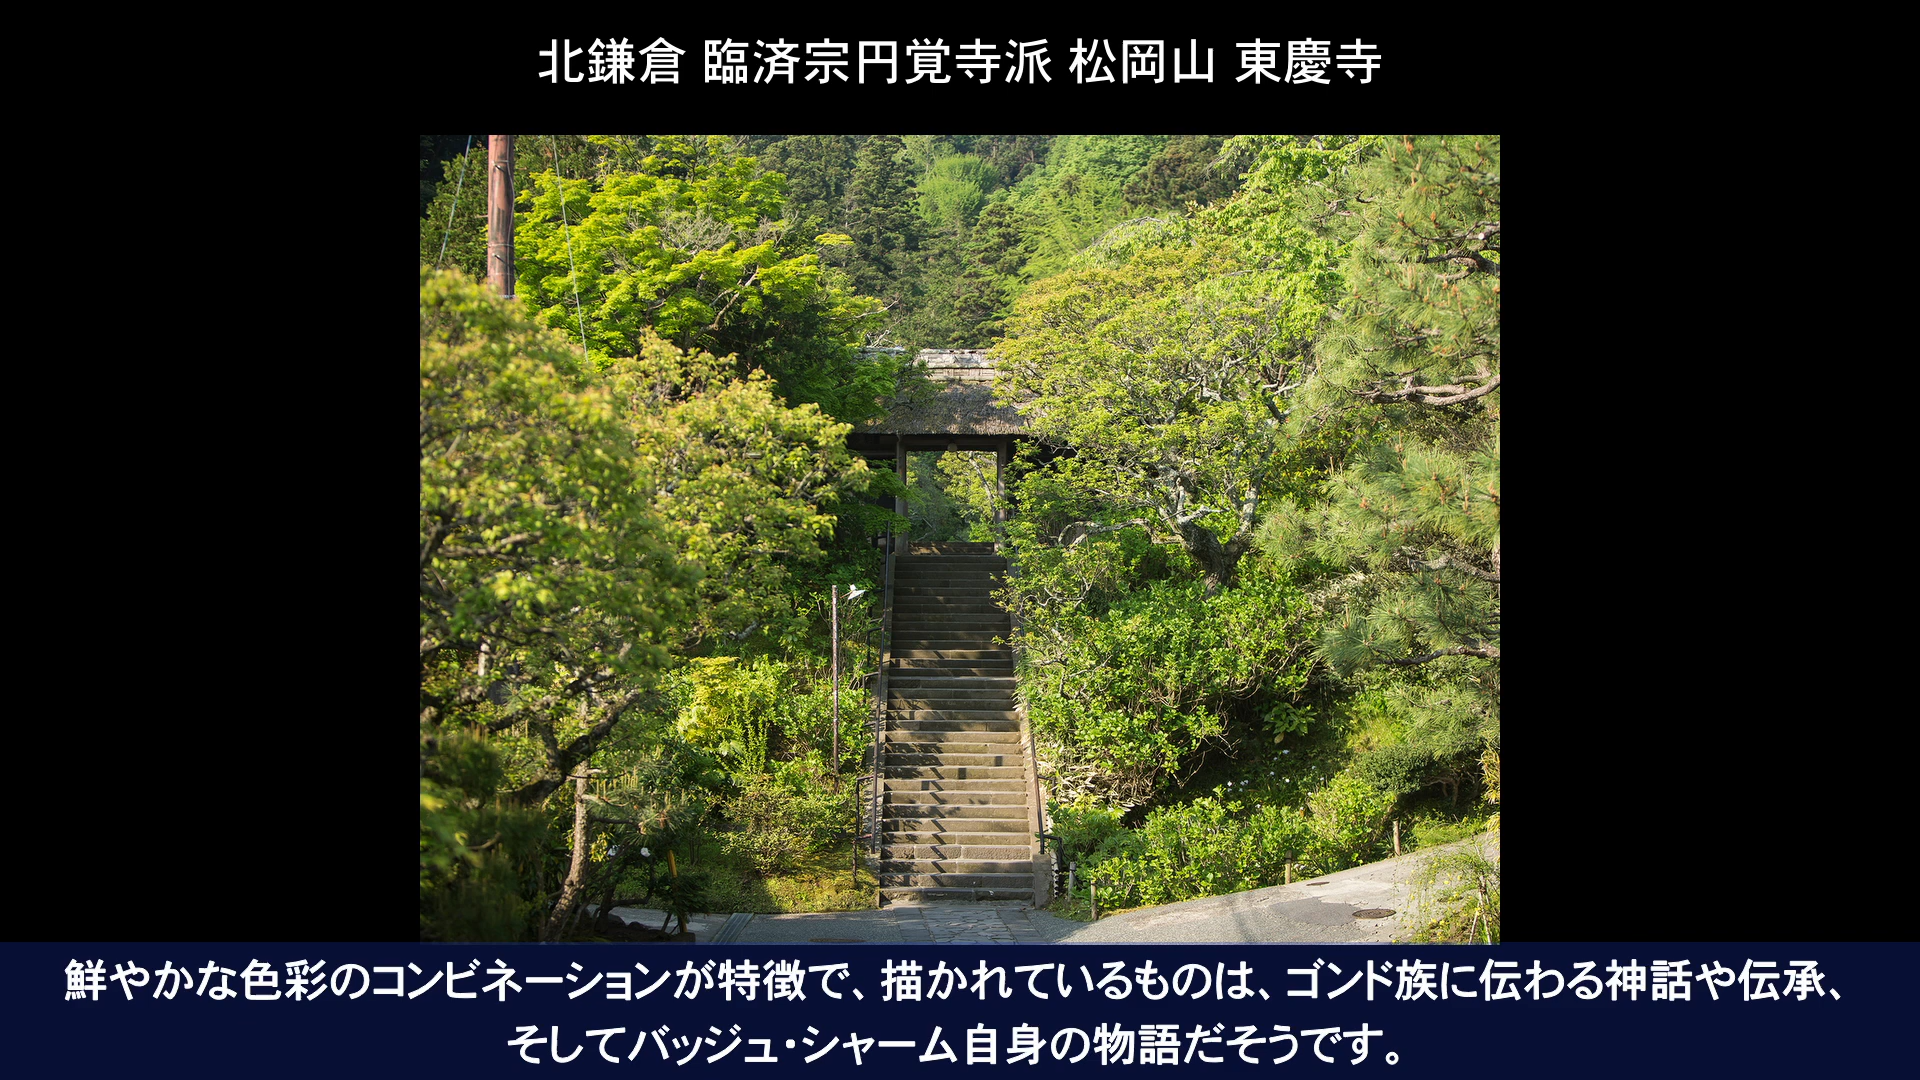 北鎌倉 臨済宗円覚寺派 松岡山 東慶寺
鮮やかな色彩のコンビネーションが特徴で、描かれているものは、ゴンド族に伝わる神話や伝承、
そしてバッジュ・シャーム自身の物語だそうです。